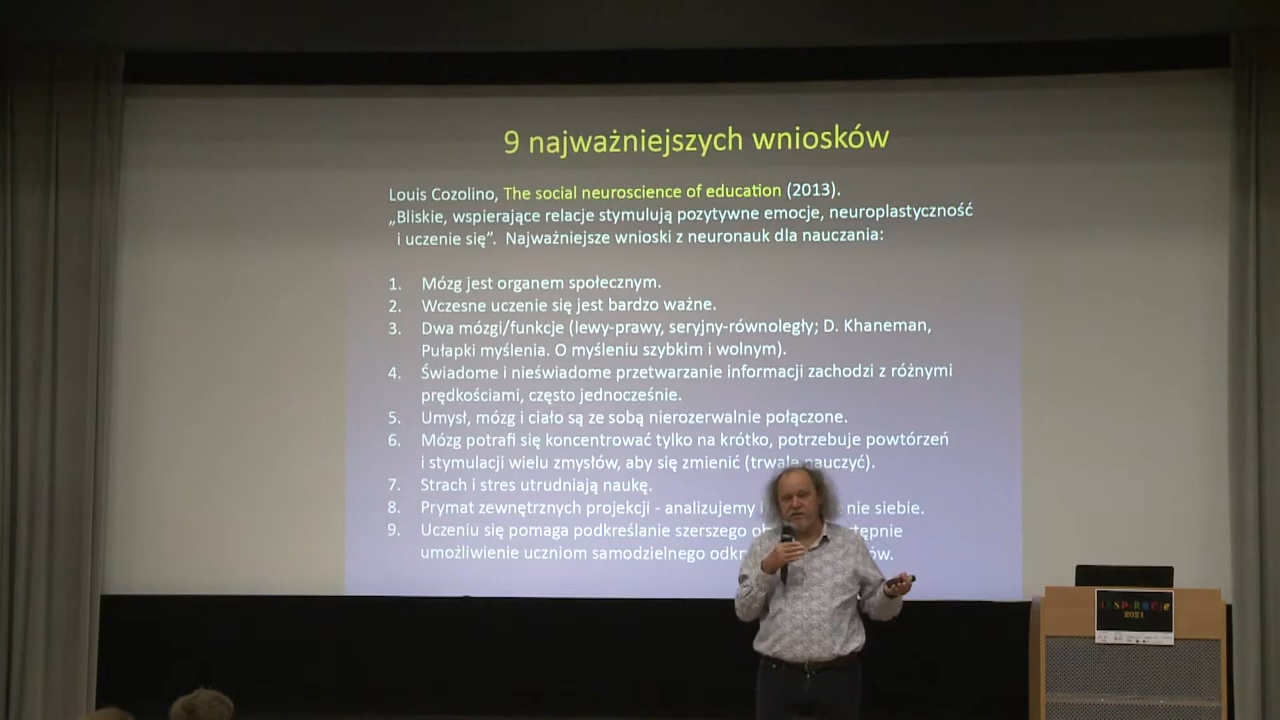 9 najważniejszych wniosków
Louis Cozolino, The social neuroscience of education (2013).
„Bliskie, wspierające relacje stymulują pozytywne emocje, neuroplastyczność
i uczenie się”. Najważniejsze wnioski z neuronauk dla nauczania:
1. Mózg jest organem społecznym.
2. Wczesne uczenie się jest bardzo ważne.
3. Dwa mózgi/funkcje (lewy-prawy, seryjny-równoległy; D. Khaneman,
Pułapki myślenia. O myśleniu szybkim i wolnym).
4. Świadome i nieświadome przetwarzanie informacji zachodzi z różnymi
prędkościami, często jednocześnie.
5. Umysł, mózg i ciało są ze sobą nierozerwalnie połączone.
6. Mózg potrafi się koncentrować tylko na krótko, potrzebuje powtórzeń
i stymulacji wielu zmysłów, aby się zmienić (trwale nauczyć).
7. Strach i stres utrudniają naukę.
8. Prymat zewnętrznych projekcji - analizujemy nie siebie.
9. Uczeniu się pomaga podkreślanie szerszego
umożliwienie uczniom samodzielnego
2021